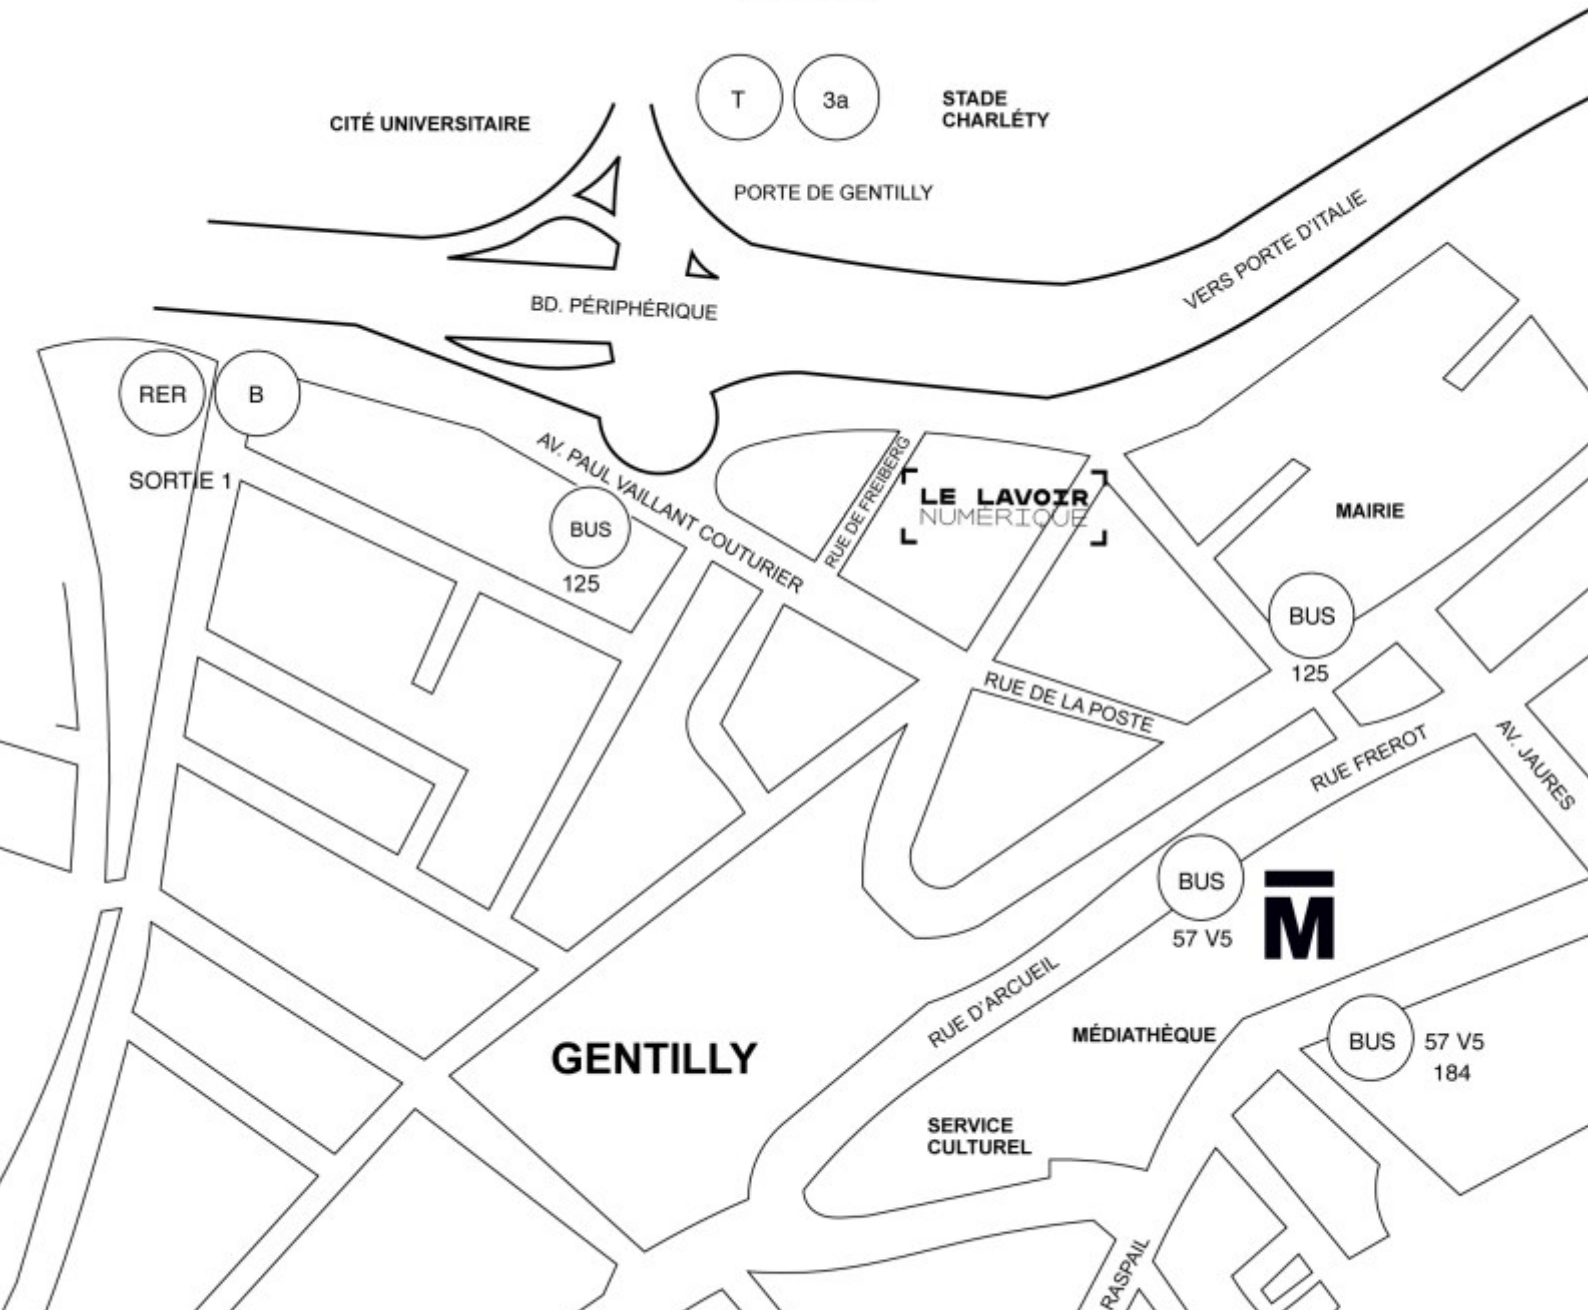 T
3a
STADE
CHARLÉTY
CITÉ UNIVERSITAIRE
PORTE DE GENTILLY
VERS PORTE D'ITALIE
BD. PÉRIPHÉRIQUE
RER
B
SORTIE 1
AV. PAUL VAILLANT COUTURIER
BUS
125
RUE DE FREIBERG
LE LAVOIR
NUMÉRIQUE
MAIRIE
BUS
125
RUE DE LA POSTE
RUE FREROT
AV. JAURES
BUS
57 V5
M
RUE D'ARCUEIL
GENTILLY
MÉDIATHÈQUE
BUS
57 V5
184
SERVICE
CULTUREL
RASPAIL